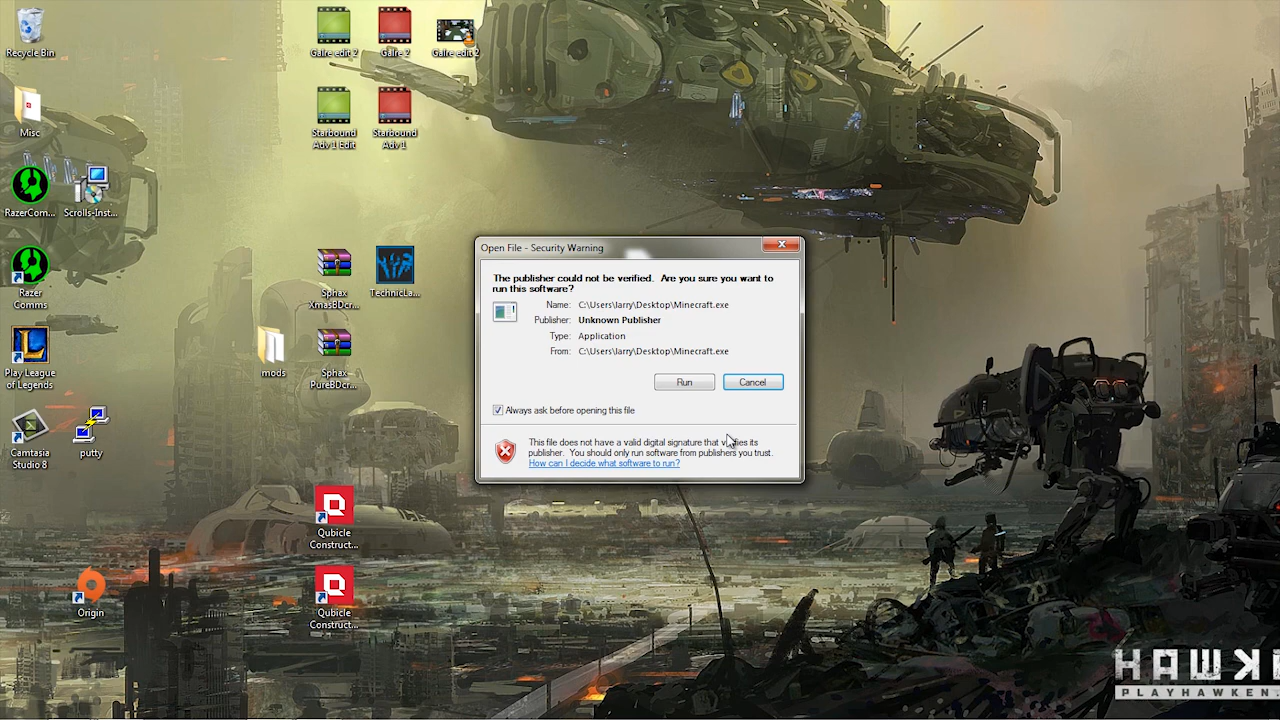 Recycle Bin
Galre edit 2
Galre 2
Galre edit 2
Misc
Starbound
Adv 1 Edit
Starbound
Adv 1
RazerCom...
Scrolls-Inst...
Razer
Comms
Sphax
XmasBDcr...
TechnicLa...
Play League
of Legends
mods
Sphax
PureBDcr...
Camtasia
Studio 8
putty
Qubicle
Construct...
Origin
Qubicle
Construct...
Open File - Security Warning
The publisher could not be verified.  Are you sure you want to
run this software?
Name: C:\Users\larry\Desktop\Minecraft.exe
Publisher: Unknown Publisher
Type: Application
From: C:\Users\larry\Desktop\Minecraft.exe
Run
Cancel
Always ask before opening this file
This file does not have a valid digital signature that verifies its
publisher.  You should only run software from publishers you trust.
How can I decide what software to run?
HAWKE
PLAYHAWKEN.